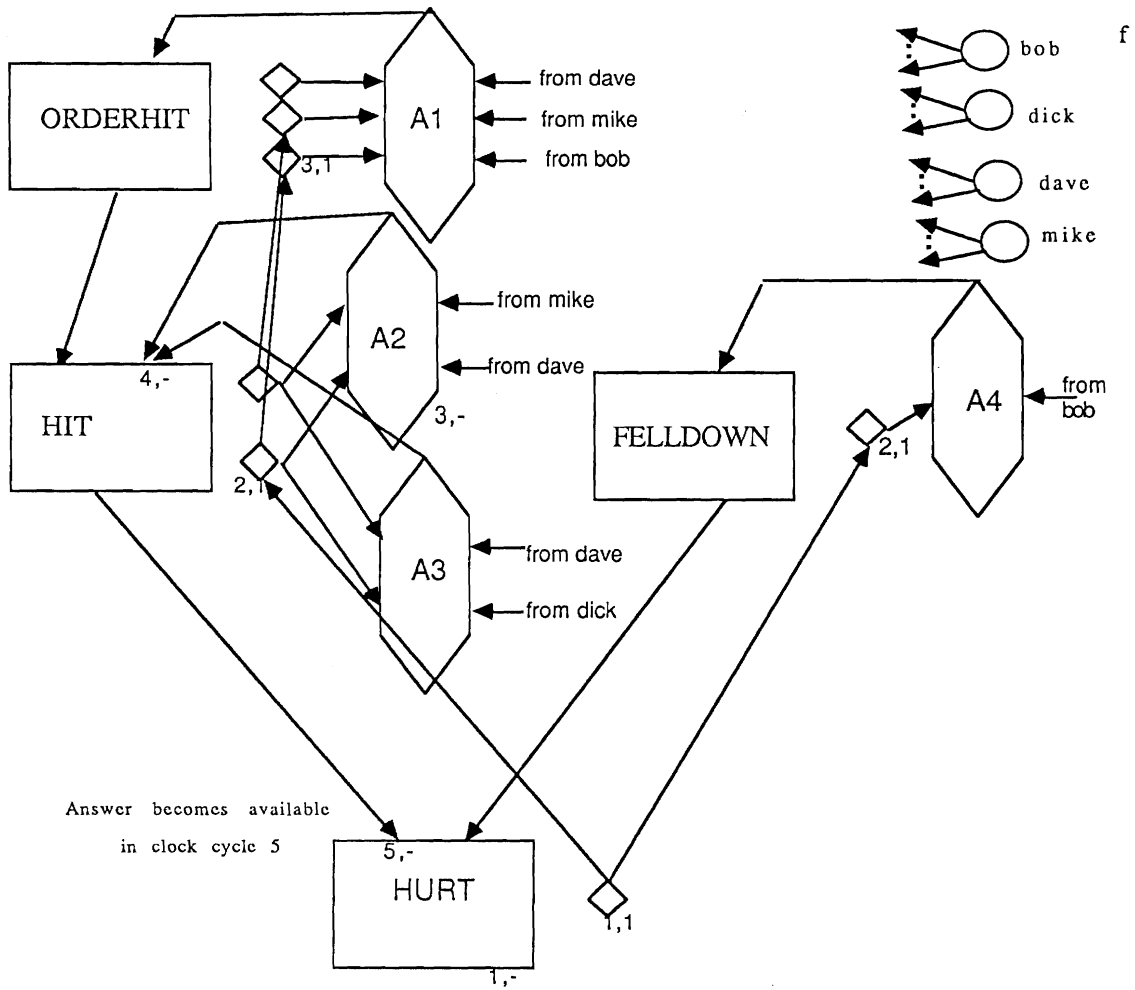 f
bob
dick
dave
mike
ORDERHIT
A1
from dave
from mike
from bob
3,1
A2
from mike
from dave
3,-
4,-
HIT
2,1
A3
from dave
from dick
FELLDOWN
A4
from
bob
2,1
Answer becomes available
in clock cycle 5
5,-
HURT
1,-
1,1